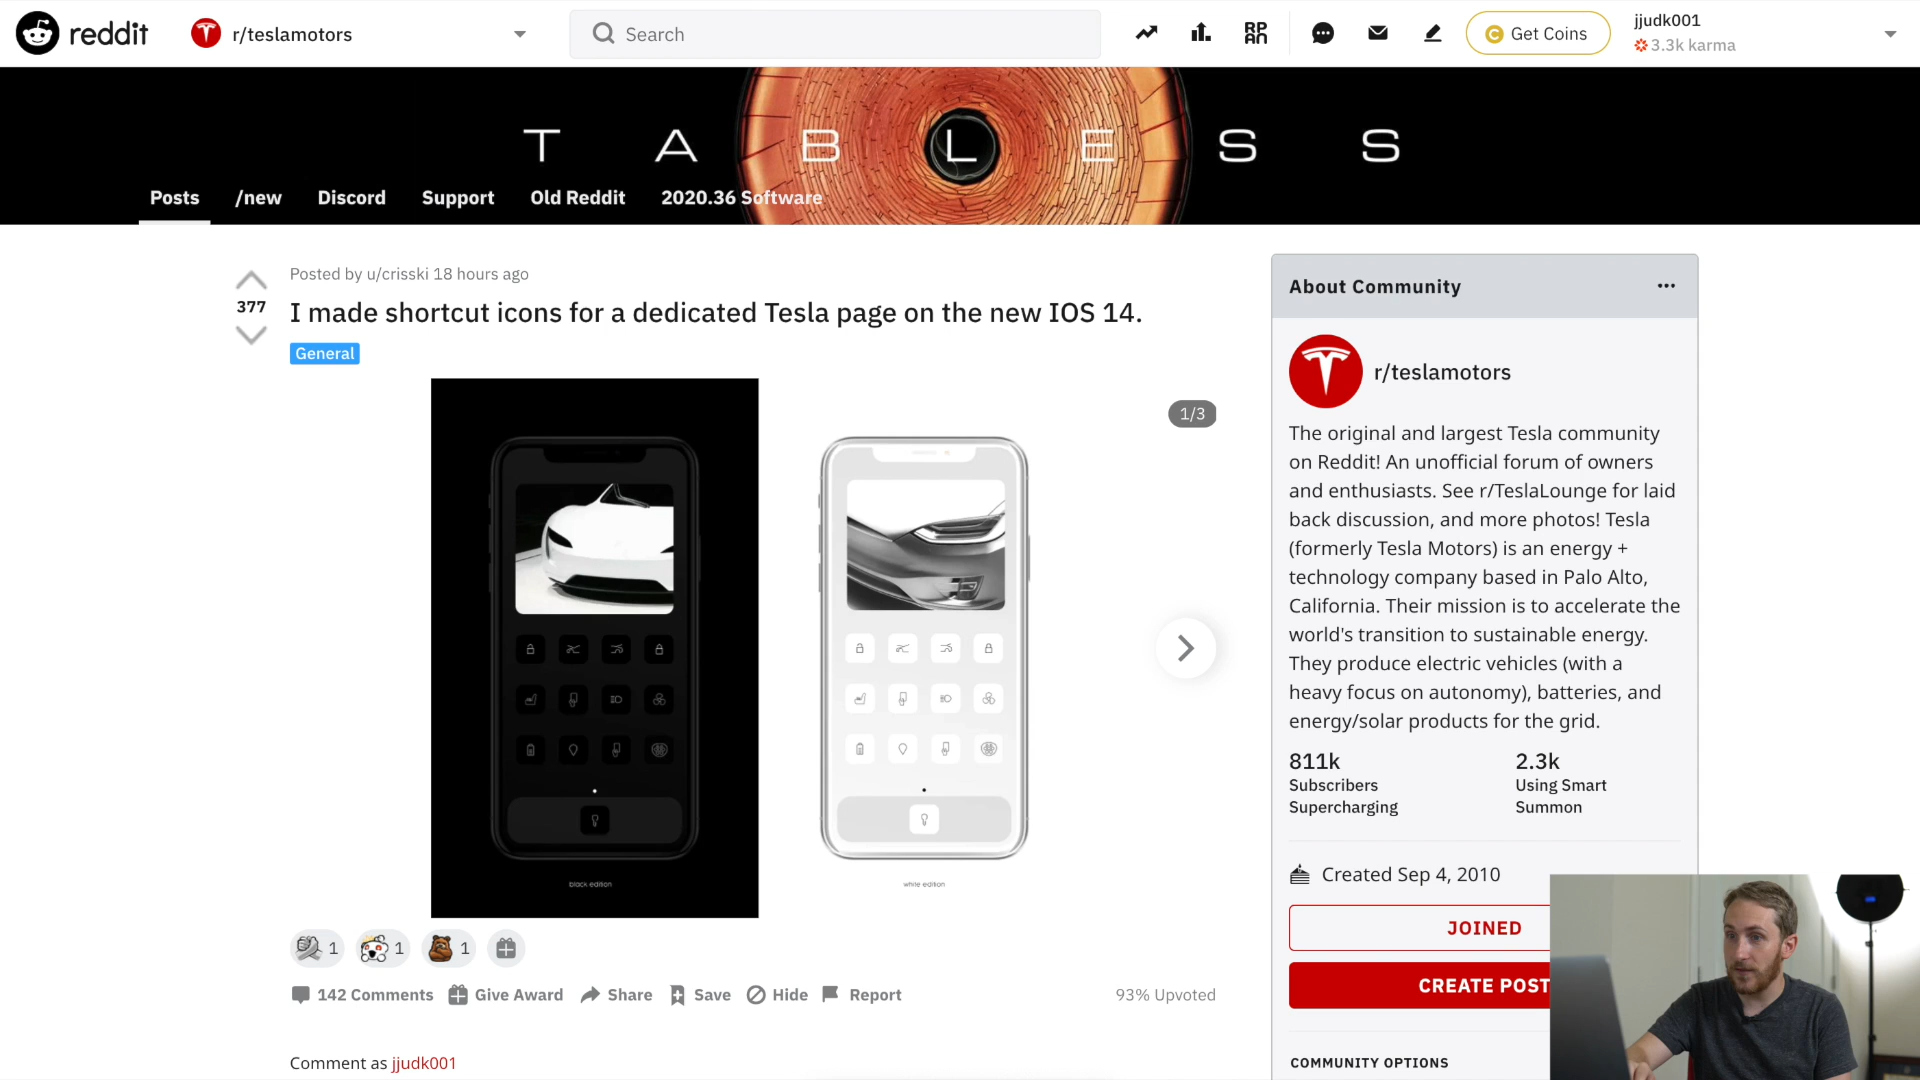 reddit
r/teslamotors
Search
Get Coins
jjudk001
3.3k karma
T A B L E S S
Posts
/new
Discord
Support
Old Reddit
2020.36 Software
Posted by u/crisski 18 hours ago
377
I made shortcut icons for a dedicated Tesla page on the new IOS 14.
General
1/3
black edition
white edition
1
1
1
142 Comments
Give Award
Share
Save
Hide
Report
93% Upvoted
Comment as jjudk001
About Community
r/teslamotors
The original and largest Tesla community
on Reddit! An unofficial forum of owners
and enthusiasts. See r/TeslaLounge for laid
back discussion, and more photos! Tesla
(formerly Tesla Motors) is an energy +
technology company based in Palo Alto,
California. Their mission is to accelerate the
world's transition to sustainable energy.
They produce electric vehicles (with a
heavy focus on autonomy), batteries, and
energy/solar products for the grid.
811k
Subscribers
Supercharging
2.3k
Using Smart
Summon
Created Sep 4, 2010
JOINED
CREATE POST
COMMUNITY OPTIONS